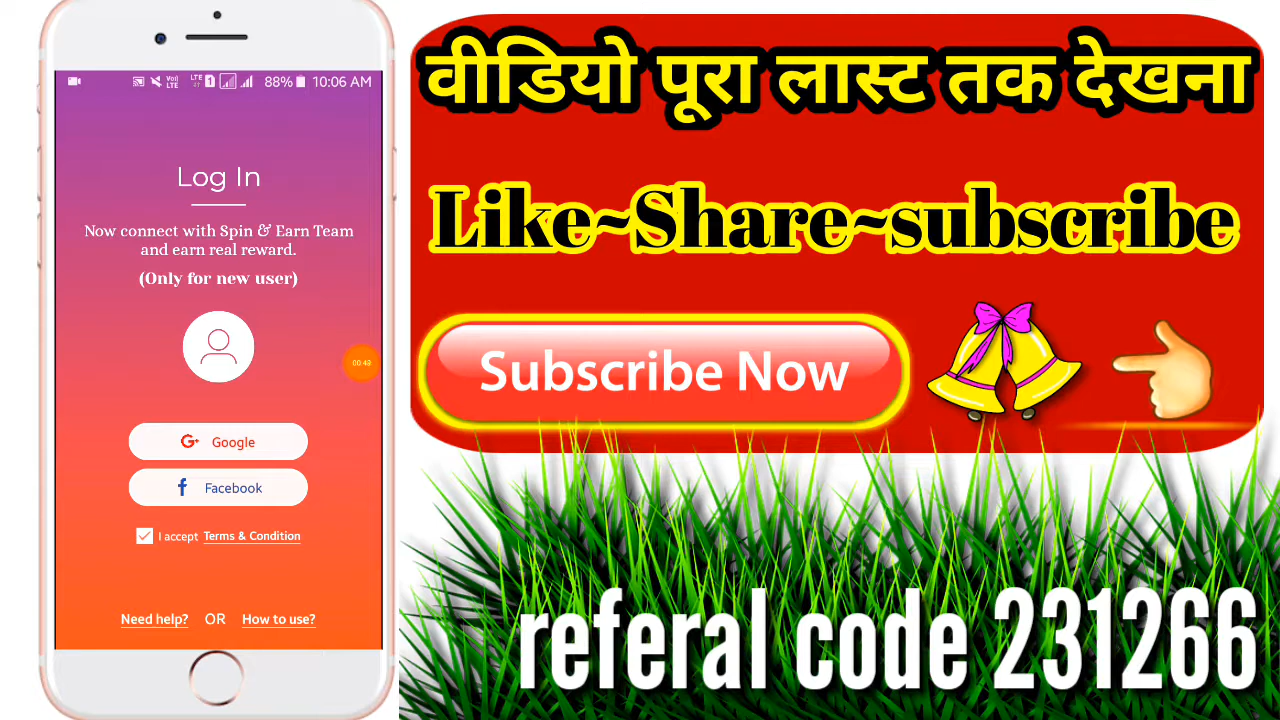 88% 10:06 AM
Log In
Now connect with Spin & Earn Team
and earn real reward.
(Only for new user)
00:43
G+ Google
f Facebook
I accept Terms & Condition
Need help? OR How to use?
वीडियो पूरा लास्ट तक देखना
Like~Share~subscribe
Subscribe Now
referal code 231266